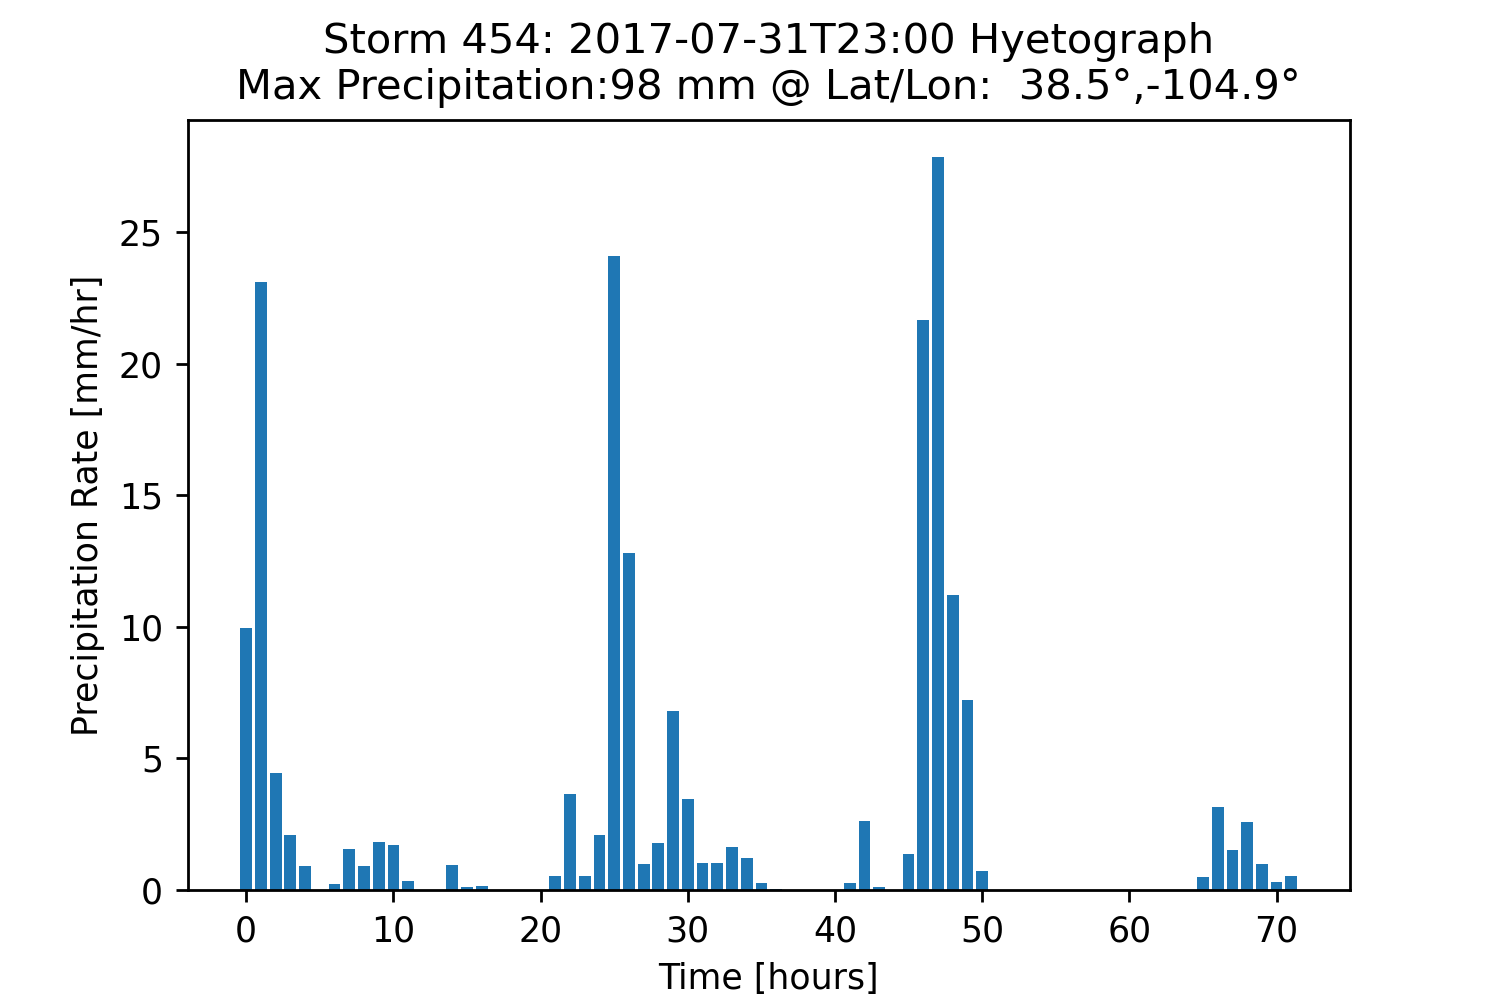 Storm 454: 2017-07-31T23:00 Hyetograph
Max Precipitation:98 mm @ Lat/Lon:  38.5°,-104.9°
Precipitation Rate [mm/hr]
25
20
15
10
5
0
0 10 20 30 40 50 60 70
Time [hours]